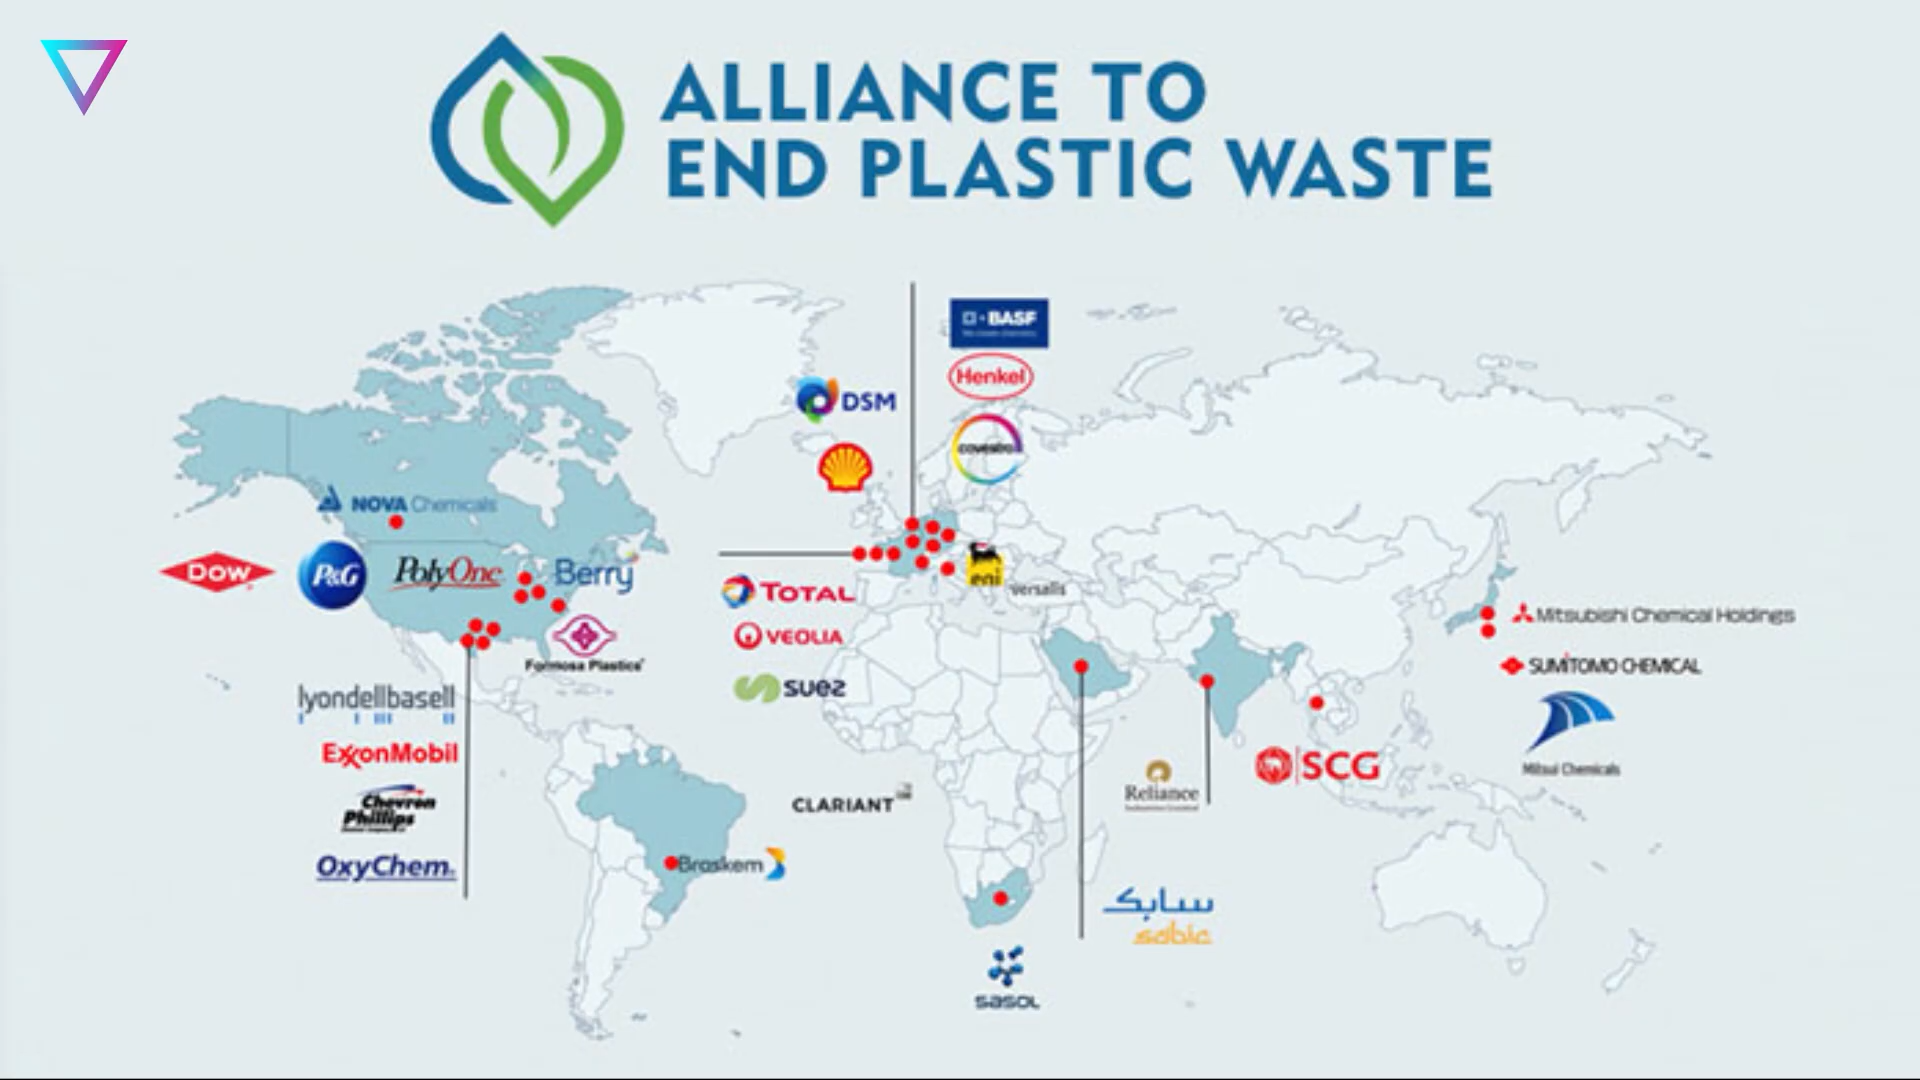 ALLIANCE TO
END PLASTIC WASTE
BASF
Henkel
DSM
covestro
NOVA Chemicals
DOW
P&G
PolyOne
Berry
eni
versalis
TOTAL
VEOLIA
suez
Formosa Plastics
Mitsubishi Chemical Holdings
SUMITOMO CHEMICAL
Mitsui Chemicals
lyondellbasell
ExxonMobil
Chevron
Phillips
OxyChem.
CLARIANT
Reliance
SCG
Braskem
سابك
sabic
sasol